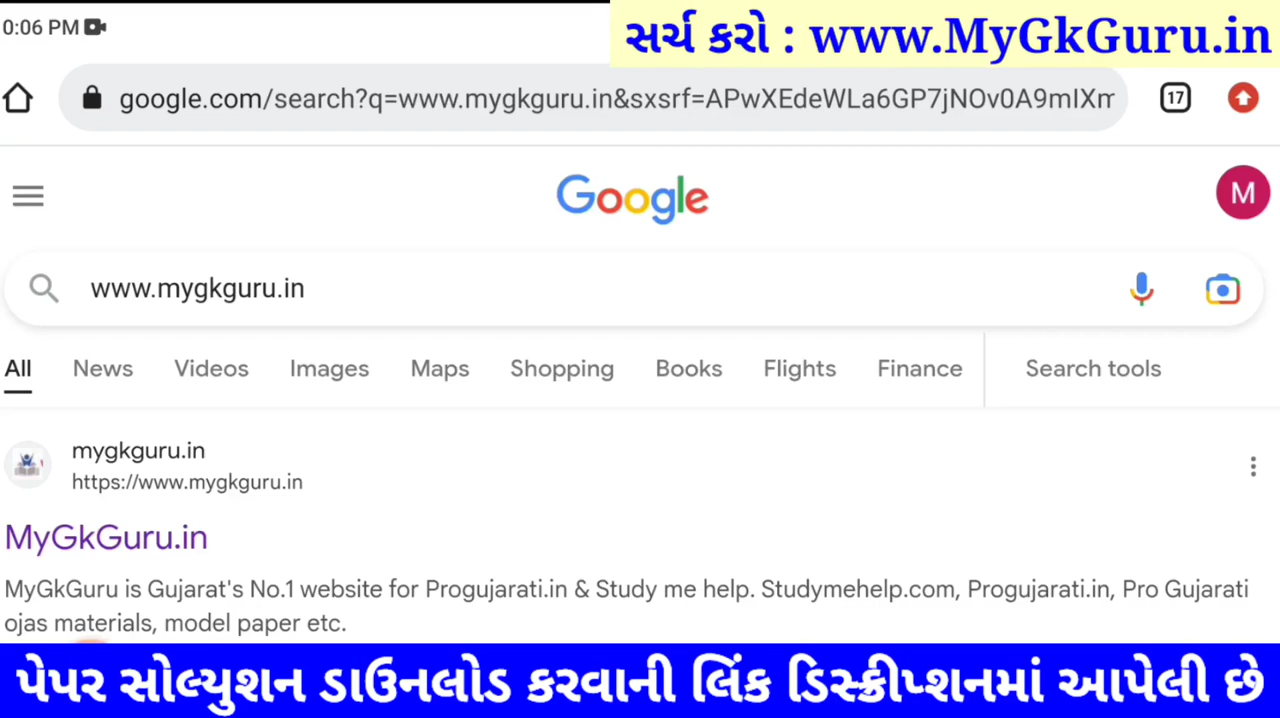 0:06 PM
સર્ચ કરો : www.MyGkGuru.in
google.com/search?q=www.mygkguru.in&sxsrf=APwXEdeWLa6GP7jNOv0A9mIXm
17
Google
M
www.mygkguru.in
All News Videos Images Maps Shopping Books Flights Finance Search tools
mygkguru.in
https://www.mygkguru.in
MyGkGuru.in
MyGkGuru is Gujarat's No.1 website for Progujarati.in & Study me help. Studymehelp.com, Progujarati.in, Pro Gujarati
ojas materials, model paper etc.
પેપર સોલ્યુશન ડાઉનલોડ કરવાની લિંક ડિસ્ક્રીપ્શનમાં આપેલી છે